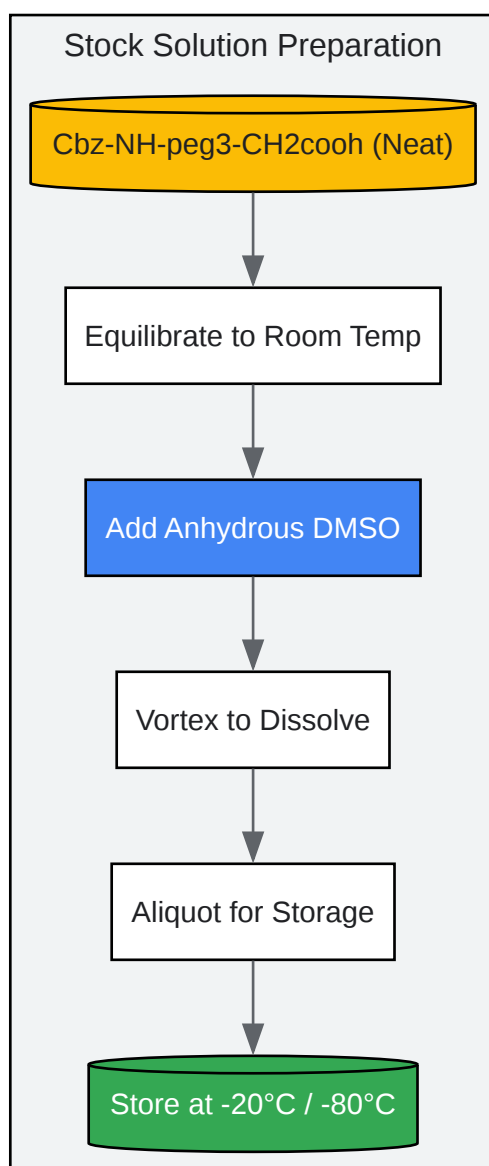 Stock Solution Preparation
Cbz-NH-peg3-CH2cooh (Neat)
Equilibrate to Room Temp
Add Anhydrous DMSO
Vortex to Dissolve
Aliquot for Storage
Store at -20°C / -80°C